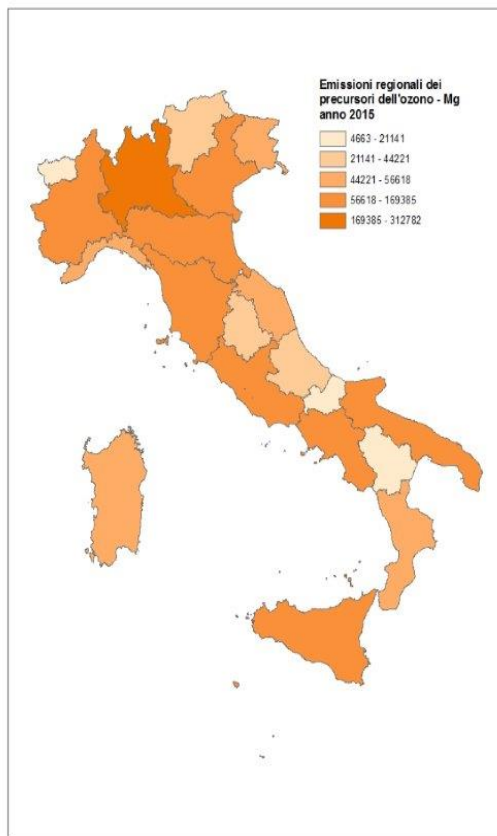 Emissioni regionali dei
precursori dell'ozono - Mg
anno 2015
4663 - 21141
21141 - 44221
44221 - 56618
56618 - 169385
169385 - 312782